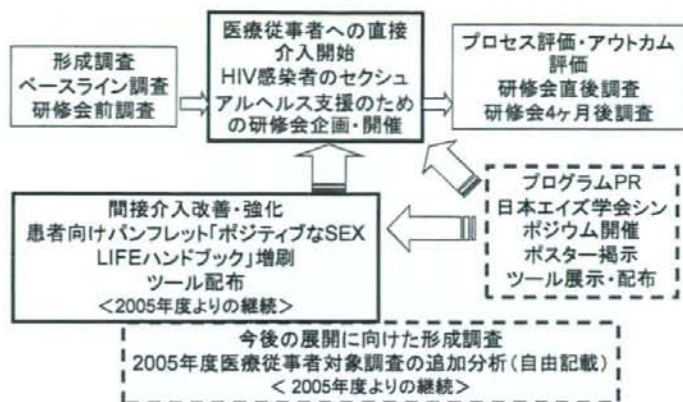 形成調査
ベースライン調査
研修会前調査
医療従事者への直接
介入開始
HIV感染者のセクシュ
アルヘルス支援のため
の研修会企画・開催
プロセス評価・アウトカム
評価
研修会直後調査
研修会4ヶ月後調査
間接介入改善・強化
患者向けパンフレット「ポジティブなSEX
LIFEハンドブック」増刷
ツール配布
＜2005年度よりの継続＞
プログラムPR
日本エイズ学会シン
ポジウム開催
ポスター掲示
ツール展示・配布
今後の展開に向けた形成調査
2005年度医療従事者対象調査の追加分析（自由記載）
＜2005年度よりの継続＞